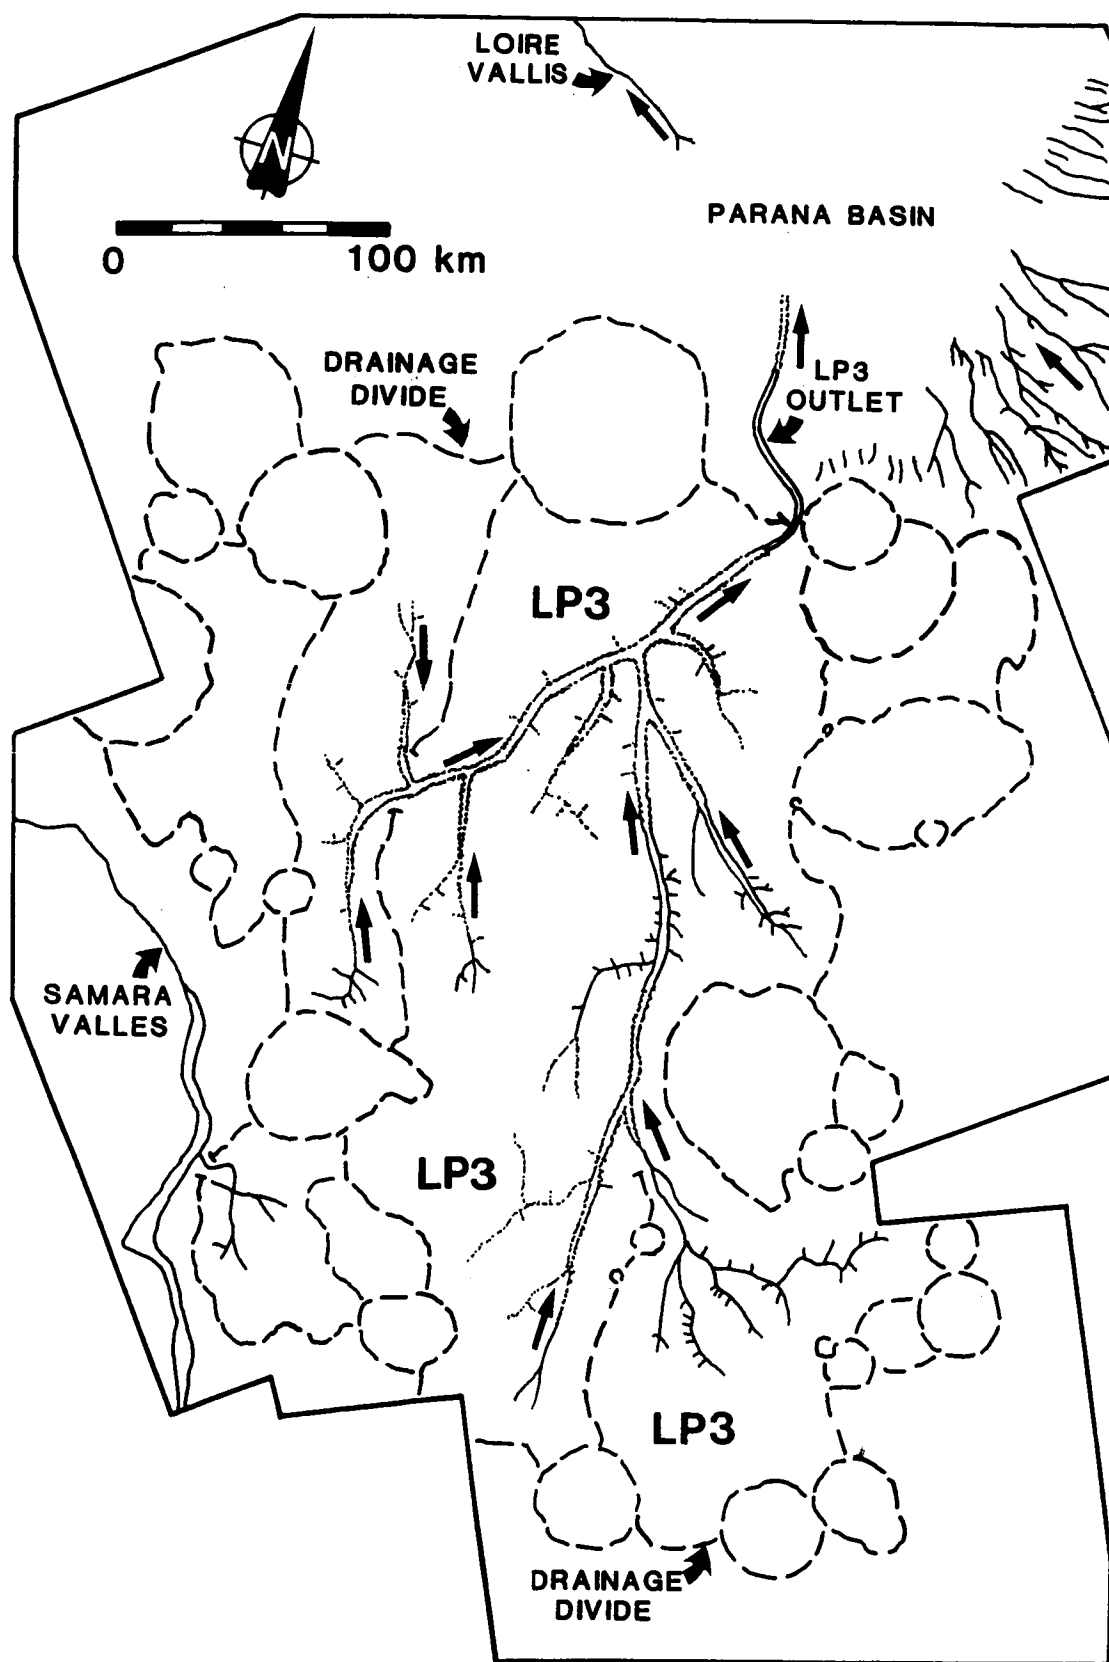 LOIRE
VALLIS
N
PARANA BASIN
0 100 km
DRAINAGE
DIVIDE
LP3
OUTLET
LP3
SAMARA
VALLES
LP3
LP3
DRAINAGE
DIVIDE